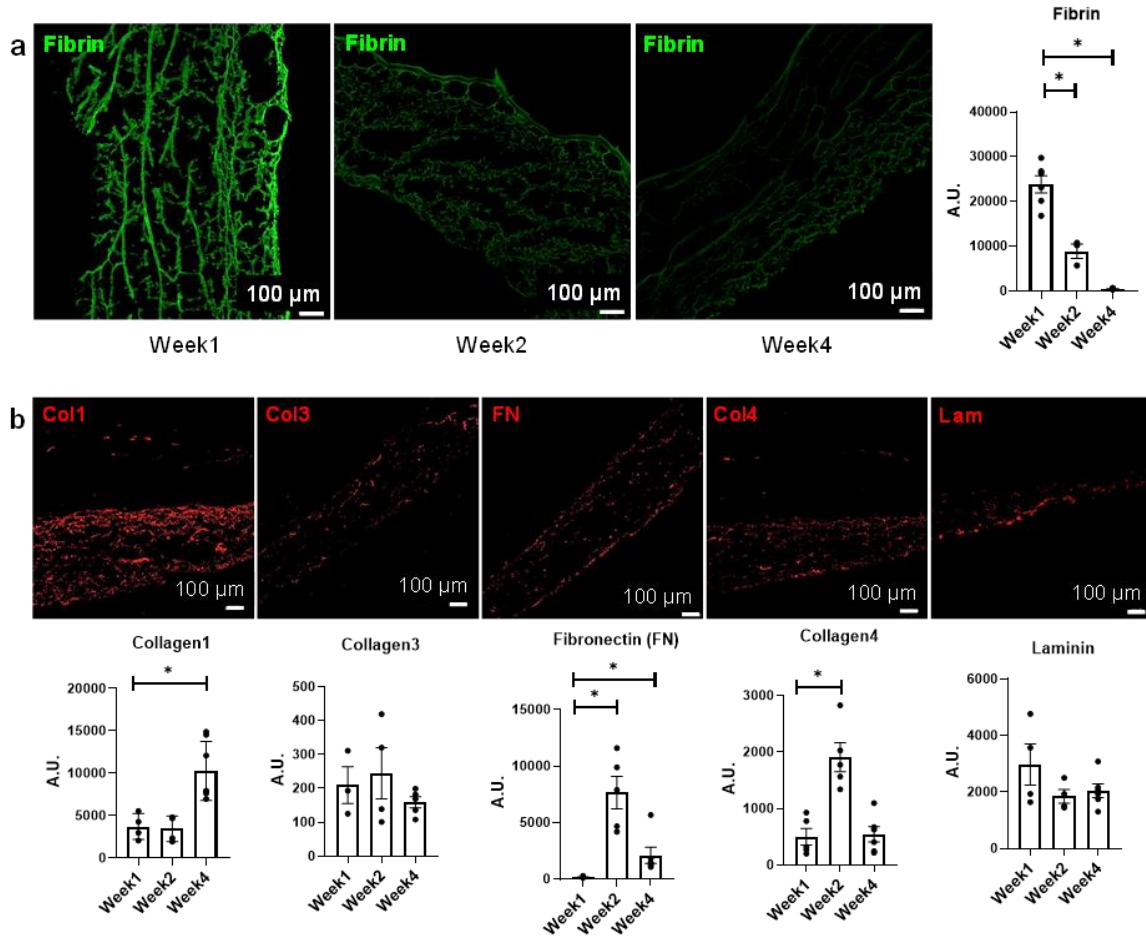 a
Fibrin
Fibrin
Fibrin
100 µm
100 µm
100 µm
Week1
Week2
Week4
Fibrin
*
*
A.U.
40000
30000
20000
10000
0
Week1
Week2
Week4
b
Col1
Col3
FN
Col4
Lam
100 µm
100 µm
100 µm
100 µm
100 µm
Collagen1
*
A.U.
20000
15000
10000
5000
0
Week1
Week2
Week4
Collagen3
A.U.
500
400
300
200
100
0
Week1
Week2
Week4
Fibronectin (FN)
*
*
A.U.
15000
10000
5000
0
Week1
Week2
Week4
Collagen4
*
A.U.
3000
2000
1000
0
Week1
Week2
Week4
Laminin
A.U.
6000
4000
2000
0
Week1
Week2
Week4